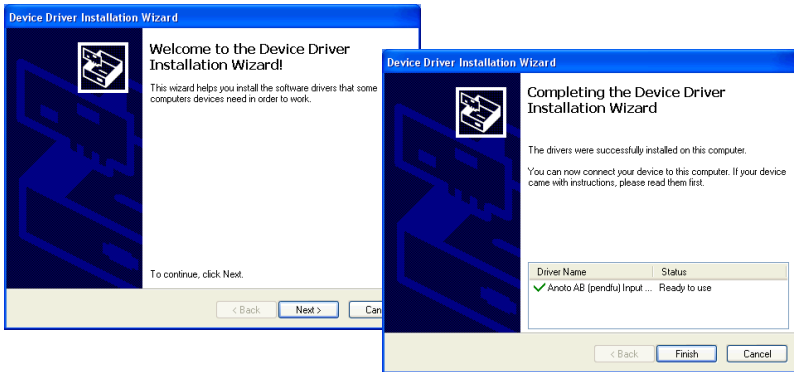 Device Driver Installation Wizard
Welcome to the Device Driver
Installation Wizard!
This wizard helps you install the software drivers that some
computers devices need in order to work.
To continue, click Next.
< Back
Next >
Device Driver Installation Wizard
Completing the Device Driver
Installation Wizard
The drivers were successfully installed on this computer.
You can now connect your device to this computer. If your device
came with instructions, please read them first.
Driver Name Status
Anoto AB (pendfu) Input ... Ready to use
< Back
Finish
Cancel